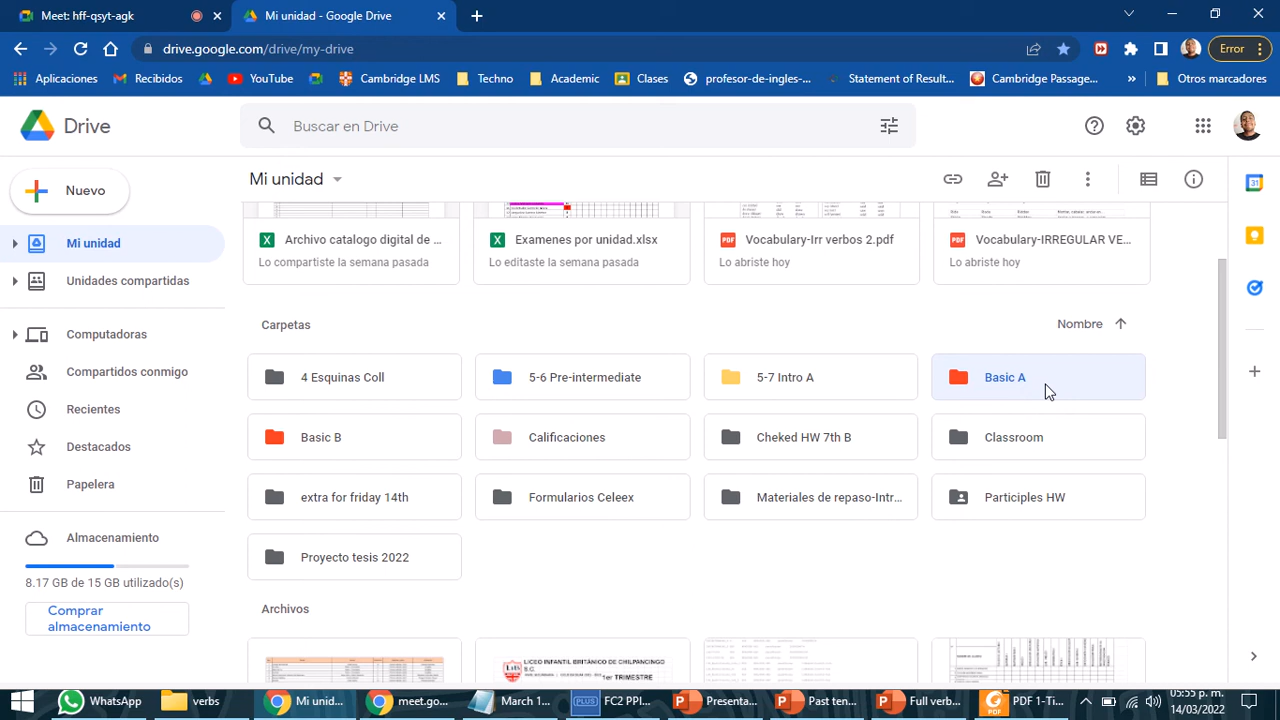 Meet: hff-qsyt-agk
Mi unidad - Google Drive
drive.google.com/drive/my-drive
Error
Aplicaciones
Recibidos
YouTube
Cambridge LMS
Techno
Academic
Clases
profesor-de-ingles-...
Statement of Result...
Cambridge Passage...
»
Otros marcadores
Drive
Buscar en Drive
Nuevo
Mi unidad
Mi unidad
Unidades compartidas
Computadoras
Compartidos conmigo
Recientes
Destacados
Papelera
Almacenamiento
8.17 GB de 15 GB utilizado(s)
Comprar
almacenamiento
Archivo catalogo digital de ...
Lo compartiste la semana pasada
Examenes por unidad.xlsx
Lo editaste la semana pasada
PDF
Vocabulary-Irr verbos 2.pdf
Lo abriste hoy
PDF
Vocabulary-IRREGULAR VE...
Lo abriste hoy
Carpetas
Nombre
4 Esquinas Coll
5-6 Pre-intermediate
5-7 Intro A
Basic A
Basic B
Calificaciones
Cheked HW 7th B
Classroom
extra for friday 14th
Formularios Celeex
Materiales de repaso-Intr...
Participles HW
Proyecto tesis 2022
Archivos
LICEO INFANTIL BRITÁNICO DE CHILPANCINGO
S.C.
1er TRIMESTRE
31
WhatsApp
verbs
Mi unid...
meet.go...
March 1...
PLUS
FC2 PPI...
Presenta...
Past ten...
Full verb...
PDF 1-Ti...
05:55 p. m.
14/03/2022